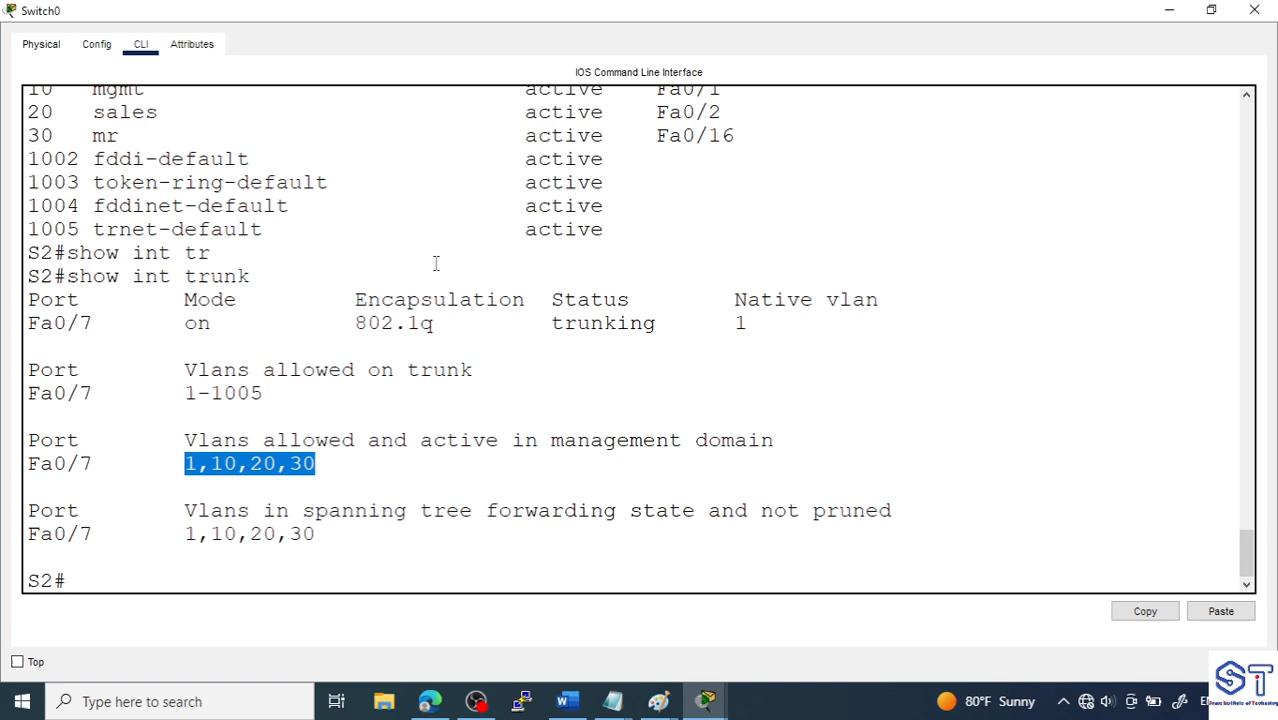 Switch0
Physical Config CLI Attributes
IOS Command Line Interface
10 mgmt active Fa0/1
20 sales active Fa0/2
30 mr active Fa0/16
1002 fddi-default active
1003 token-ring-default active
1004 fddinet-default active
1005 trnet-default active
S2#show int tr
S2#show int trunk
Port Mode Encapsulation Status Native vlan
Fa0/7 on 802.1q trunking 1
Port Vlans allowed on trunk
Fa0/7 1-1005
Port Vlans allowed and active in management domain
Fa0/7 1,10,20,30
Port Vlans in spanning tree forwarding state and not pruned
Fa0/7 1,10,20,30
S2#
Copy Paste
Top
Type here to search
80°F Sunny